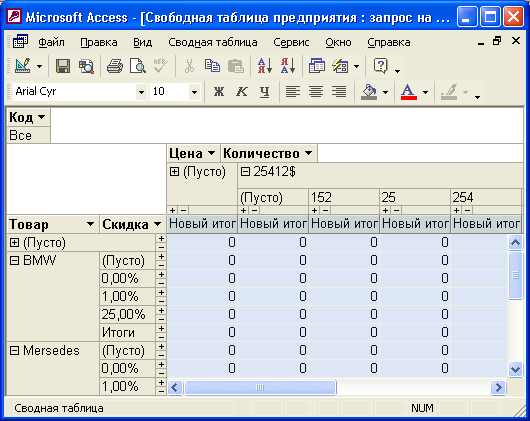 Microsoft Access - [Свободная таблица предприятия : запрос на ...
Файл Правка Вид Сводная таблица Сервис Окно Справка
Arial Cyr 10 Ж К Ч
Код
Все
Цена Количество
(Пусто) 25412$
(Пусто) 152 25 254
Товар Скидка Новый итог Новый итог Новый итог Новый итог Новый итог
(Пусто) 0 0 0 0 0
BMW (Пусто) 0 0 0 0 0
0,00% 0 0 0 0 0
1,00% 0 0 0 0 0
25,00% 0 0 0 0 0
Итоги 0 0 0 0 0
Mersedes (Пусто) 0 0 0 0 0
0,00% 0 0 0 0 0
1,00%
Сводная таблица NUM